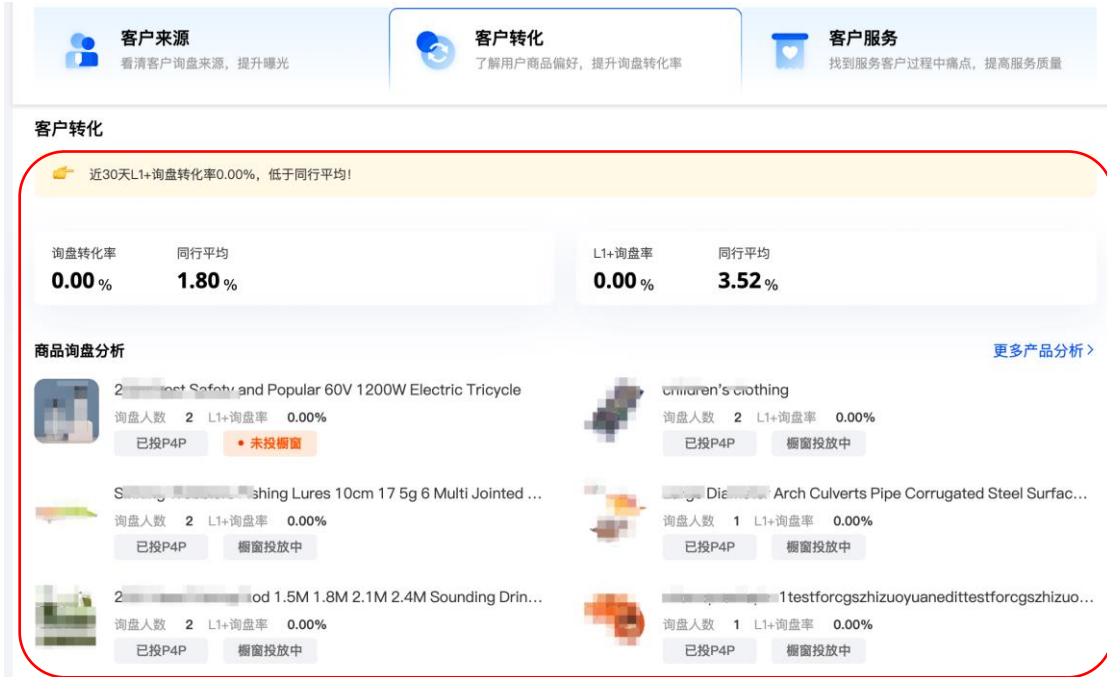 客户来源
看清客户询盘来源，提升曝光
客户转化
了解用户商品偏好，提升询盘转化率
客户服务
找到服务客户过程中痛点，提高服务质量
客户转化
近30天L1+询盘转化率0.00%，低于同行平均!
询盘转化率 同行平均
0.00 % 1.80 %
L1+询盘率 同行平均
0.00 % 3.52 %
商品询盘分析
更多产品分析 >
Safety and Popular 60V 1200W Electric Tricycle
询盘人数 2 L1+询盘率 0.00%
已投P4P • 未投橱窗
children's clothing
询盘人数 2 L1+询盘率 0.00%
已投P4P 橱窗投放中
Lures 10cm 17 5g 6 Multi Jointed ...
询盘人数 2 L1+询盘率 0.00%
已投P4P 橱窗投放中
Arch Culverts Pipe Corrugated Steel Surfac...
询盘人数 1 L1+询盘率 0.00%
已投P4P 橱窗投放中
1.5M 1.8M 2.1M 2.4M Sounding Drin...
询盘人数 2 L1+询盘率 0.00%
已投P4P 橱窗投放中
1testforcgszhizuoyuanedittestforcgszhizuo...
询盘人数 1 L1+询盘率 0.00%
已投P4P 橱窗投放中